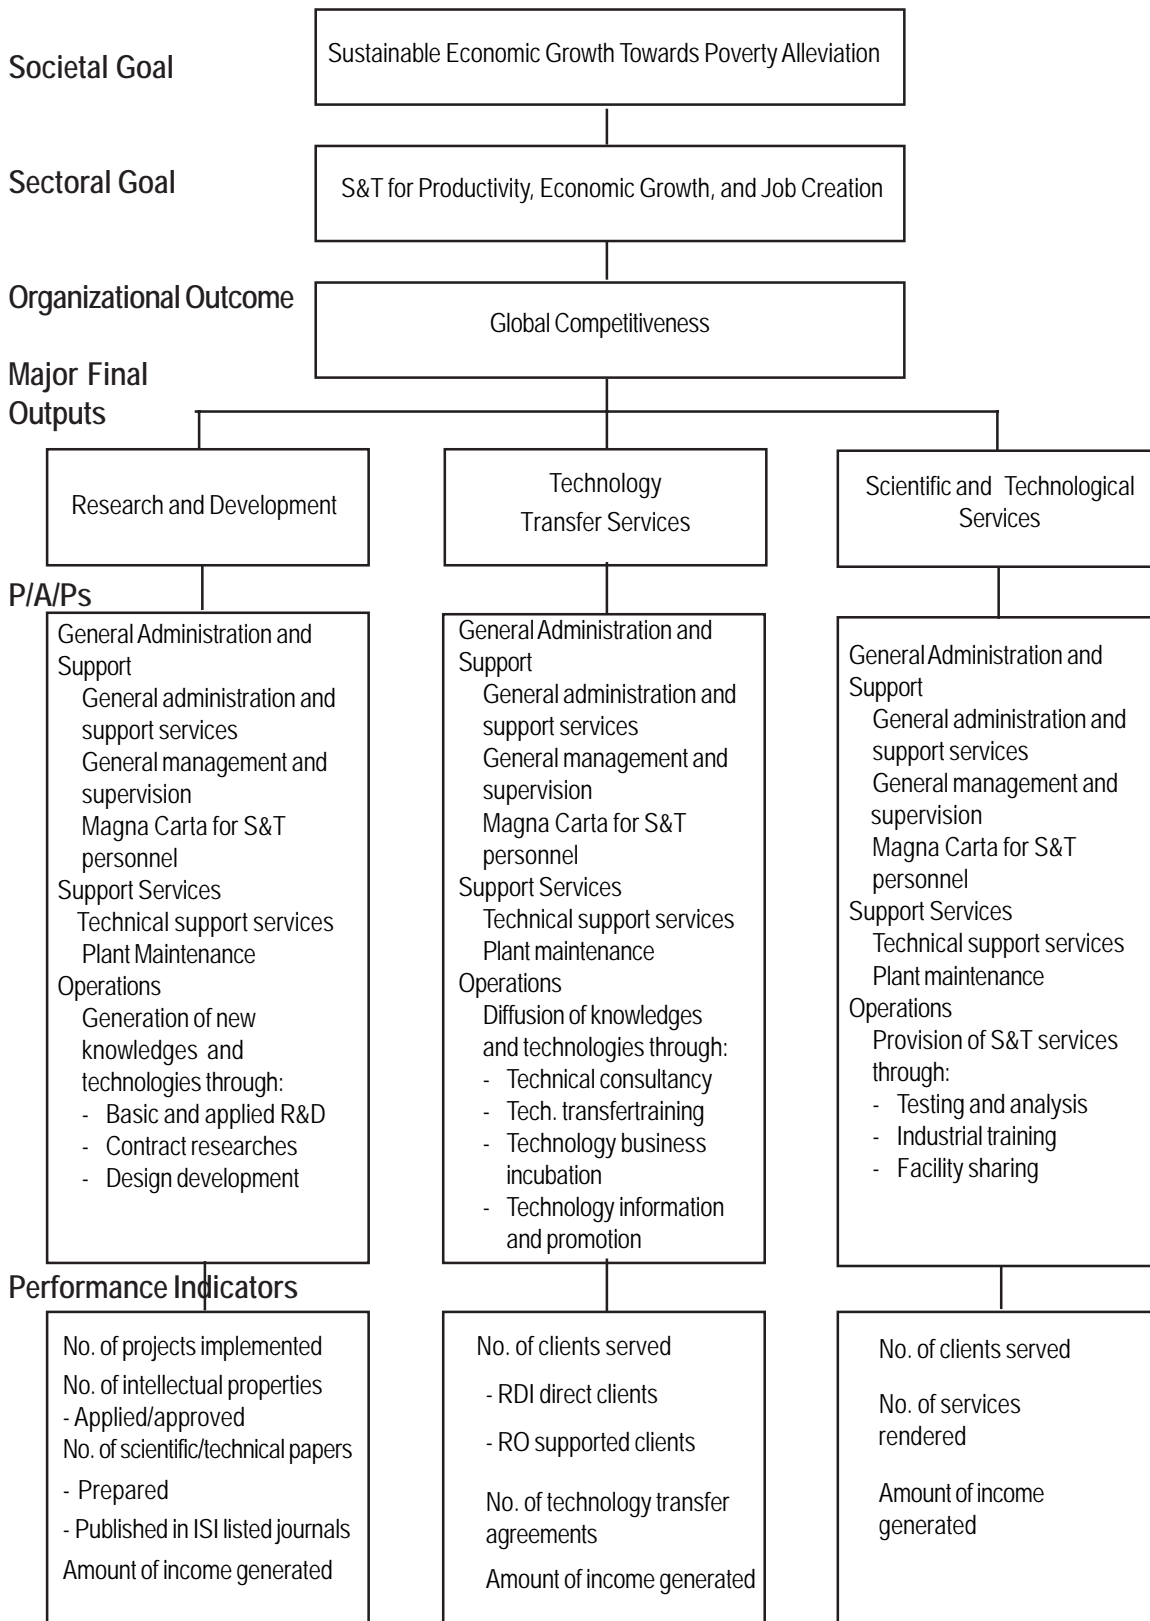 Societal Goal
Sustainable Economic Growth Towards Poverty Alleviation
Sectoral Goal
S&T for Productivity, Economic Growth, and Job Creation
Organizational Outcome
Global Competitiveness
Major Final
Outputs
Research and Development
Technology
Transfer Services
Scientific and Technological
Services
P/A/Ps
General Administration and
Support
General administration and
support services
General management and
supervision
Magna Carta for S&T
personnel
Support Services
Technical support services
Plant Maintenance
Operations
Generation of new
knowledges and
technologies through:
- Basic and applied R&D
- Contract researches
- Design development
General Administration and
Support
General administration and
support services
General management and
supervision
Magna Carta for S&T
personnel
Support Services
Technical support services
Plant maintenance
Operations
Diffusion of knowledges
and technologies through:
- Technical consultancy
- Tech. transfertraining
- Technology business
incubation
- Technology information
and promotion
General Administration and
Support
General administration and
support services
General management and
supervision
Magna Carta for S&T
personnel
Support Services
Technical support services
Plant maintenance
Operations
Provision of S&T services
through:
- Testing and analysis
- Industrial training
- Facility sharing
Performance Indicators
No. of projects implemented
No. of intellectual properties
- Applied/approved
No. of scientific/technical papers
- Prepared
- Published in ISI listed journals
Amount of income generated
No. of clients served
- RDI direct clients
- RO supported clients
No. of technology transfer
agreements
Amount of income generated
No. of clients served
No. of services
rendered
Amount of income
generated